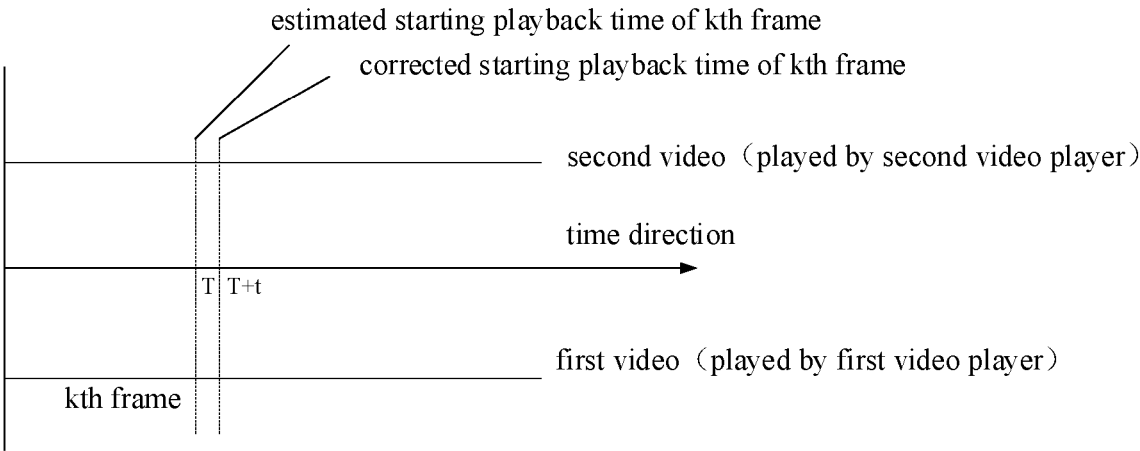 estimated starting playback time of kth frame
corrected starting playback time of kth frame
second video（played by second video player）
time direction
T T+t
first video（played by first video player）
kth frame